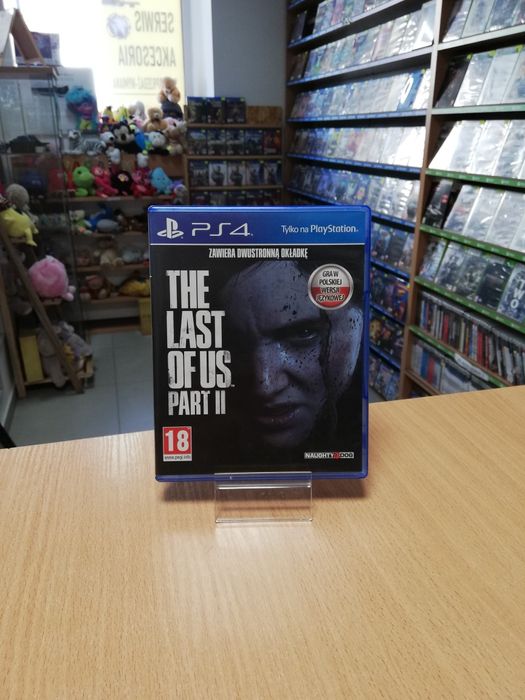 SERWIS
AKCESORIA
PS4
Tylko na PlayStation.
ZAWIERA DWUSTRONNĄ OKŁADKĘ
GRA W
POLSKIEJ
WERSJI
JĘZYKOWEJ
THE
LAST
OF US
PART II
18
www.pegi.info
NAUGHTY DOG